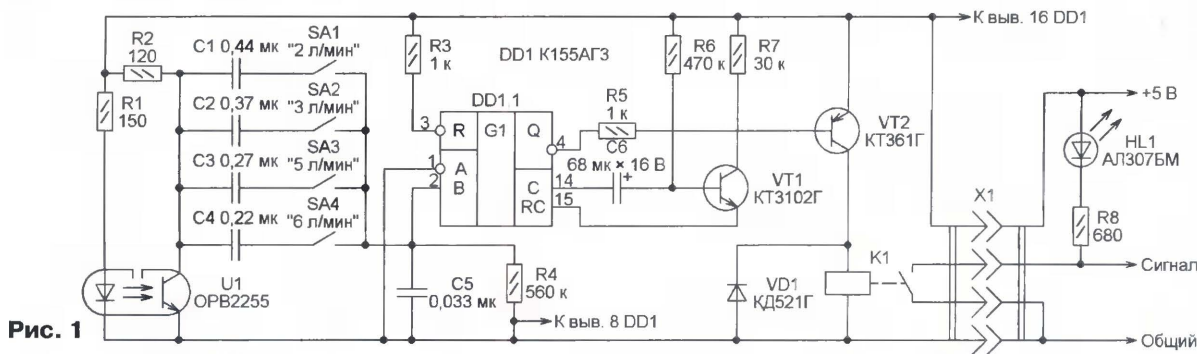 К выв. 16 DD1
R2
120
C1 0,44 мк
SA1
"2 л/мин"
R3
1 к
DD1 К155АГ3
R6
470 к
R7
30 к
R1
150
C2 0,37 мк
SA2
"3 л/мин"
DD1.1
R5
1 к
+5 В
3
R
G1
Q
4
VT2
КТ361Г
HL1
АЛ307БМ
C3 0,27 мк
SA3
"5 л/мин"
1
2
A
B
C6
68 мк × 16 В
+
14
15
C
RC
VT1
КТ3102Г
C4 0,22 мк
SA4
"6 л/мин"
X1
R8
680
U1
OPB2255
C5
0,033 мк
R4
560 к
VD1
КД521Г
K1
Сигнал
К выв. 8 DD1
Рис. 1
Общий